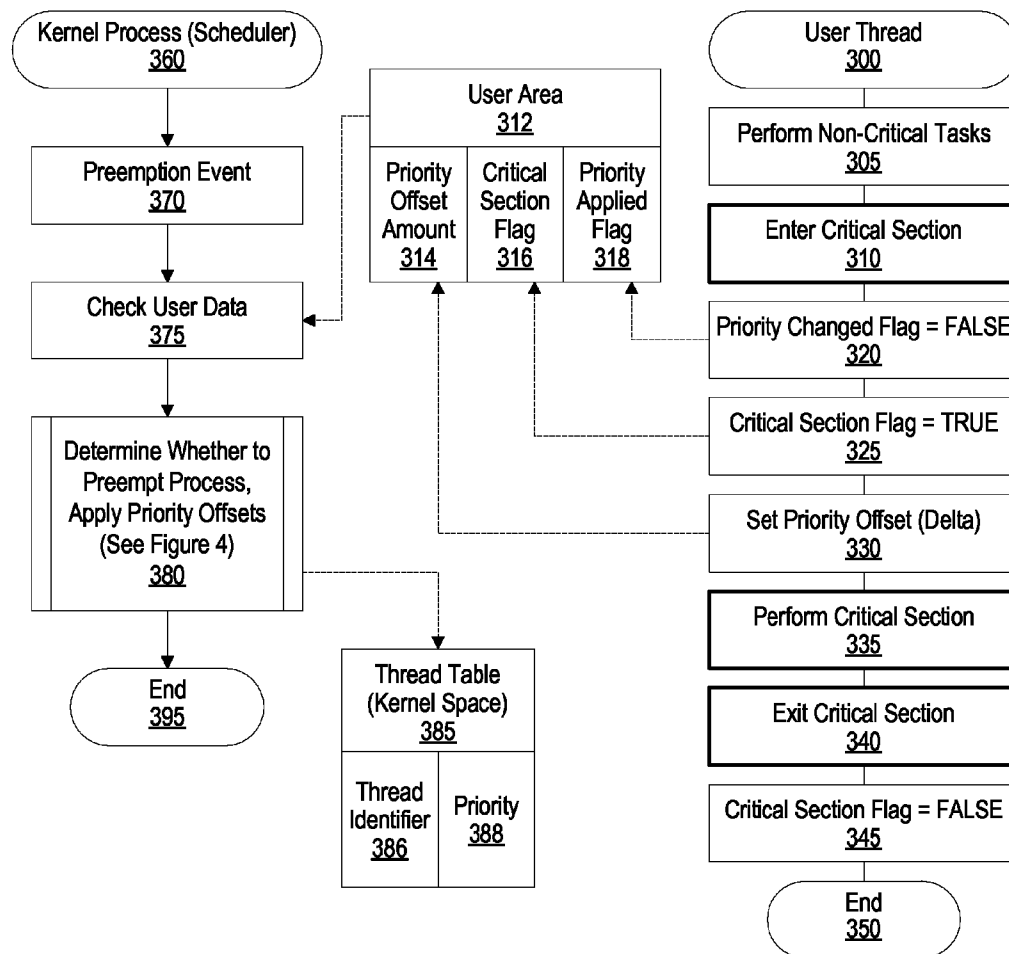 Kernel Process (Scheduler)
360
Preemption Event
370
Check User Data
375
Determine Whether to
Preempt Process,
Apply Priority Offsets
(See Figure 4)
380
End
395
User Area
312
Priority
Offset
Amount
314
Critical
Section
Flag
316
Priority
Applied
Flag
318
Thread Table
(Kernel Space)
385
Thread
Identifier
386
Priority
388
User Thread
300
Perform Non-Critical Tasks
305
Enter Critical Section
310
Priority Changed Flag = FALSE
320
Critical Section Flag = TRUE
325
Set Priority Offset (Delta)
330
Perform Critical Section
335
Exit Critical Section
340
Critical Section Flag = FALSE
345
End
350